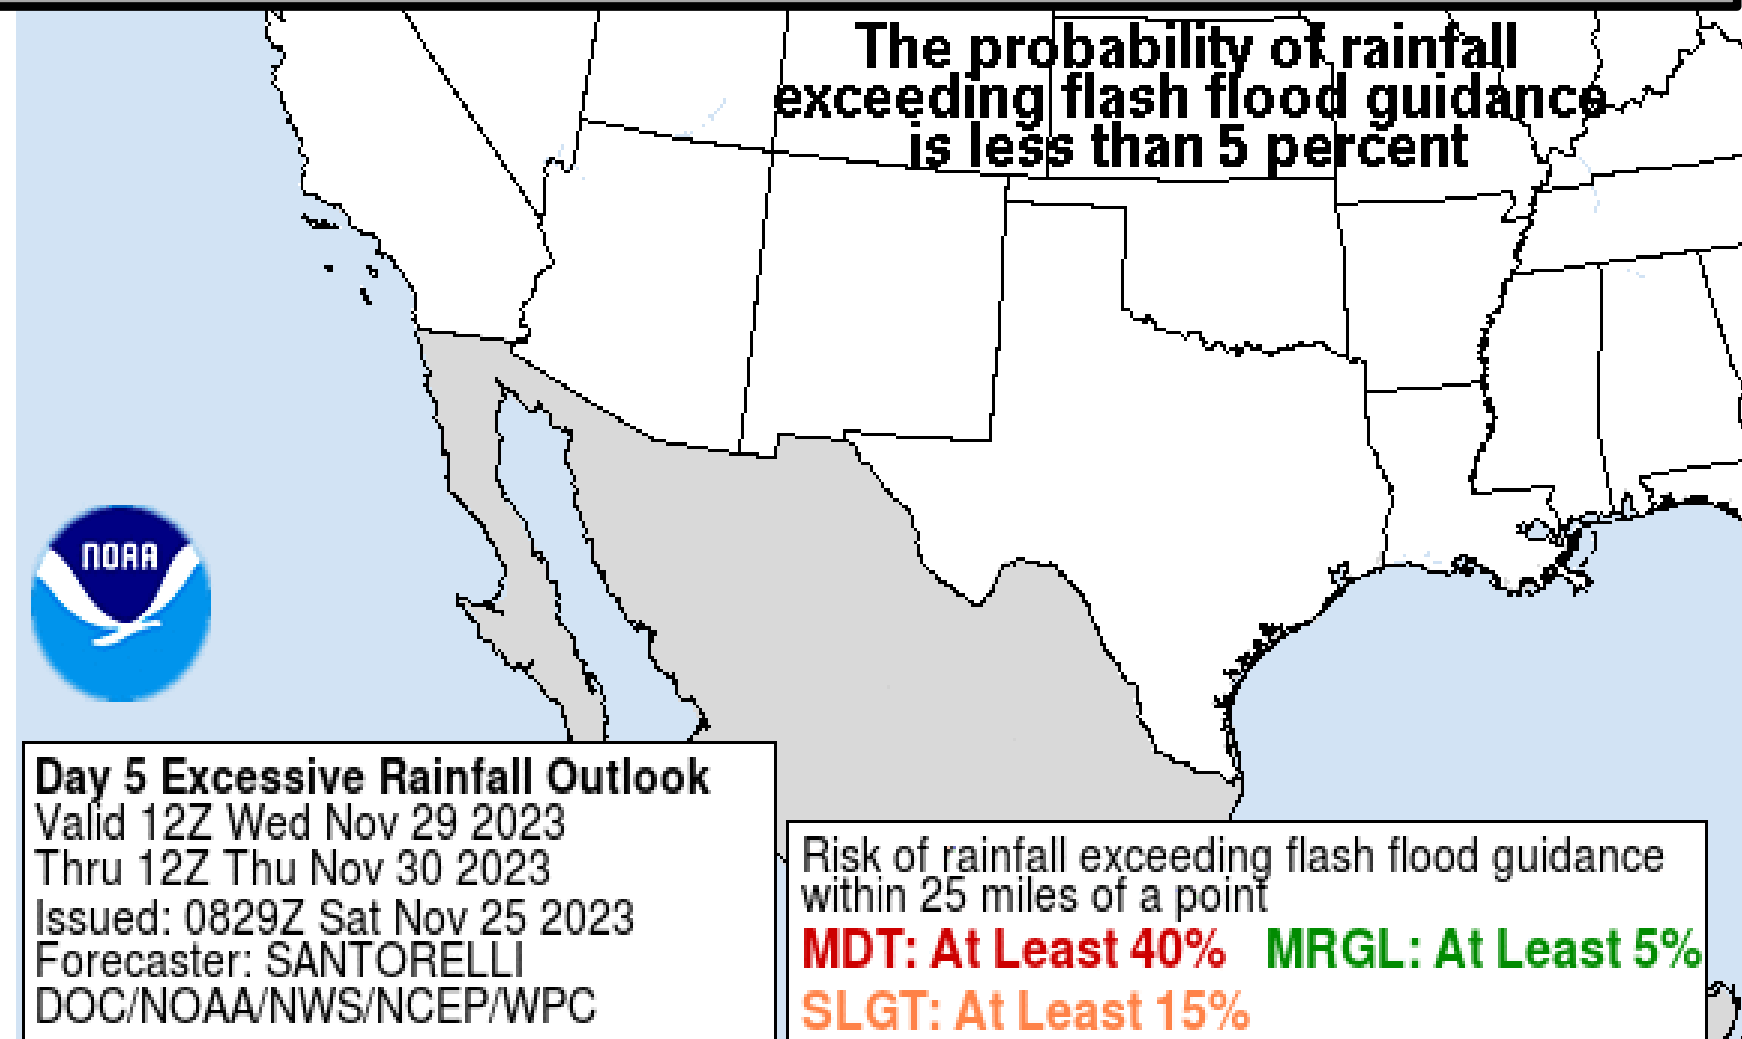 The probability of rainfall
exceeding flash flood guidance
is less than 5 percent
NOAA
Day 5 Excessive Rainfall Outlook
Valid 12Z Wed Nov 29 2023
Thru 12Z Thu Nov 30 2023
Issued: 0829Z Sat Nov 25 2023
Forecaster: SANTORELLI
DOC/NOAA/NWS/NCEP/WPC
Risk of rainfall exceeding flash flood guidance
within 25 miles of a point
MDT: At Least 40% MRGL: At Least 5%
SLGT: At Least 15%